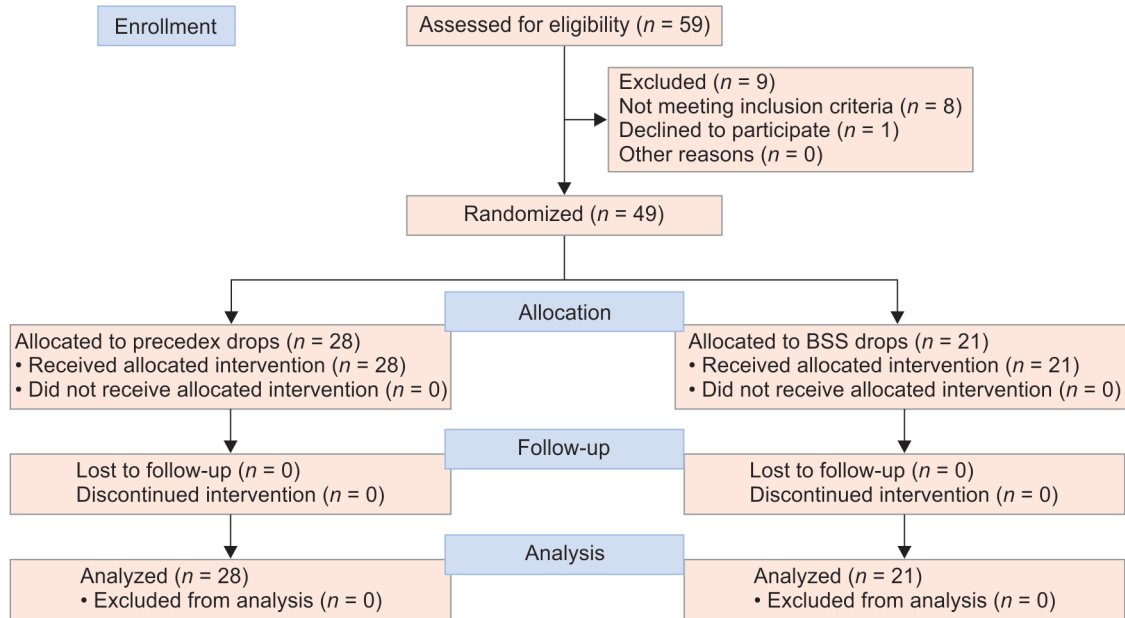 Enrollment
Assessed for eligibility (n = 59)
Excluded (n = 9)
Not meeting inclusion criteria (n = 8)
Declined to participate (n = 1)
Other reasons (n = 0)
Randomized (n = 49)
Allocation
Allocated to precedex drops (n = 28)
• Received allocated intervention (n = 28)
• Did not receive allocated intervention (n = 0)
Allocated to BSS drops (n = 21)
• Received allocated intervention (n = 21)
• Did not receive allocated intervention (n = 0)
Follow-up
Lost to follow-up (n = 0)
Discontinued intervention (n = 0)
Lost to follow-up (n = 0)
Discontinued intervention (n = 0)
Analysis
Analyzed (n = 28)
• Excluded from analysis (n = 0)
Analyzed (n = 21)
• Excluded from analysis (n = 0)